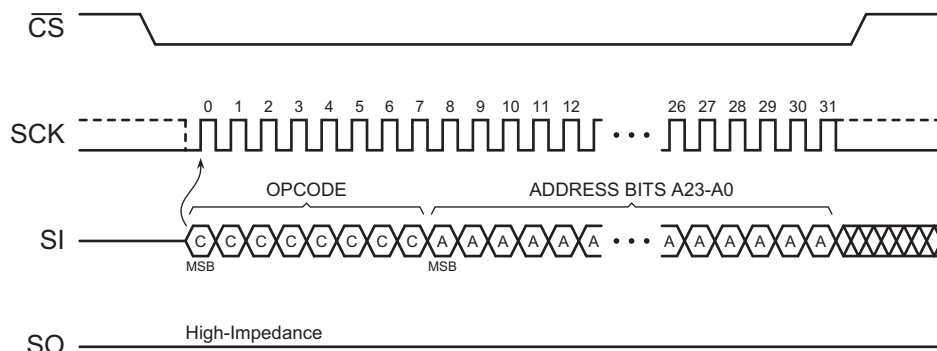 CS
0 1 2 3 4 5 6 7 8 9 10 11 12 26 27 28 29 30 31
SCK
OPCODE ADDRESS BITS A23-A0
SI C C C C C C C C A A A A A A • • • A A A A A A
MSB MSB
High-Impedance
SO